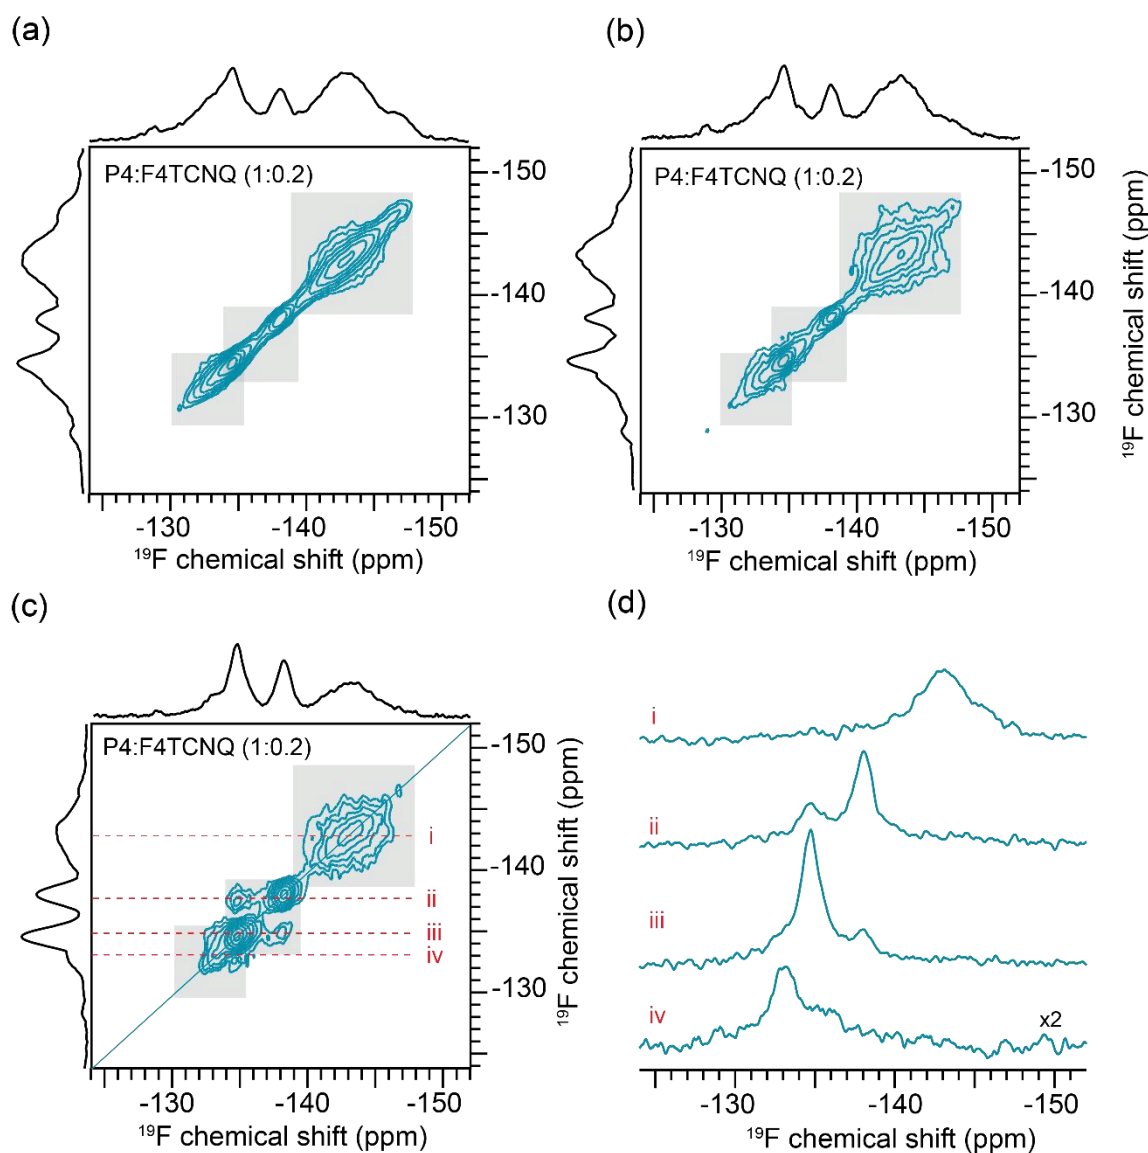 (a)
P4:F4TCNQ (1:0.2)
-150
-140
-130
-130 -140 -150
¹⁹F chemical shift (ppm)
(b)
P4:F4TCNQ (1:0.2)
-150
-140
-130
¹⁹F chemical shift (ppm)
-130 -140 -150
¹⁹F chemical shift (ppm)
(c)
P4:F4TCNQ (1:0.2)
-150
-140
-130
¹⁹F chemical shift (ppm)
i
ii
iii
iv
-130 -140 -150
¹⁹F chemical shift (ppm)
(d)
i
ii
iii
iv
x2
-130 -140 -150
¹⁹F chemical shift (ppm)